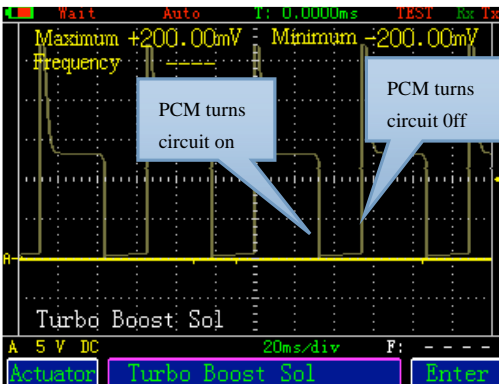 Wait Auto T: 0.0000ms TEST Rx Tx
Maximum +200.00mV Minimum -200.00mV
Frequency ----
PCM turns
circuit on
PCM turns
circuit 0ff
A
Turbo Boost Sol
A 5 V DC 20ms/div F: ----
Actuator Turbo Boost Sol Enter